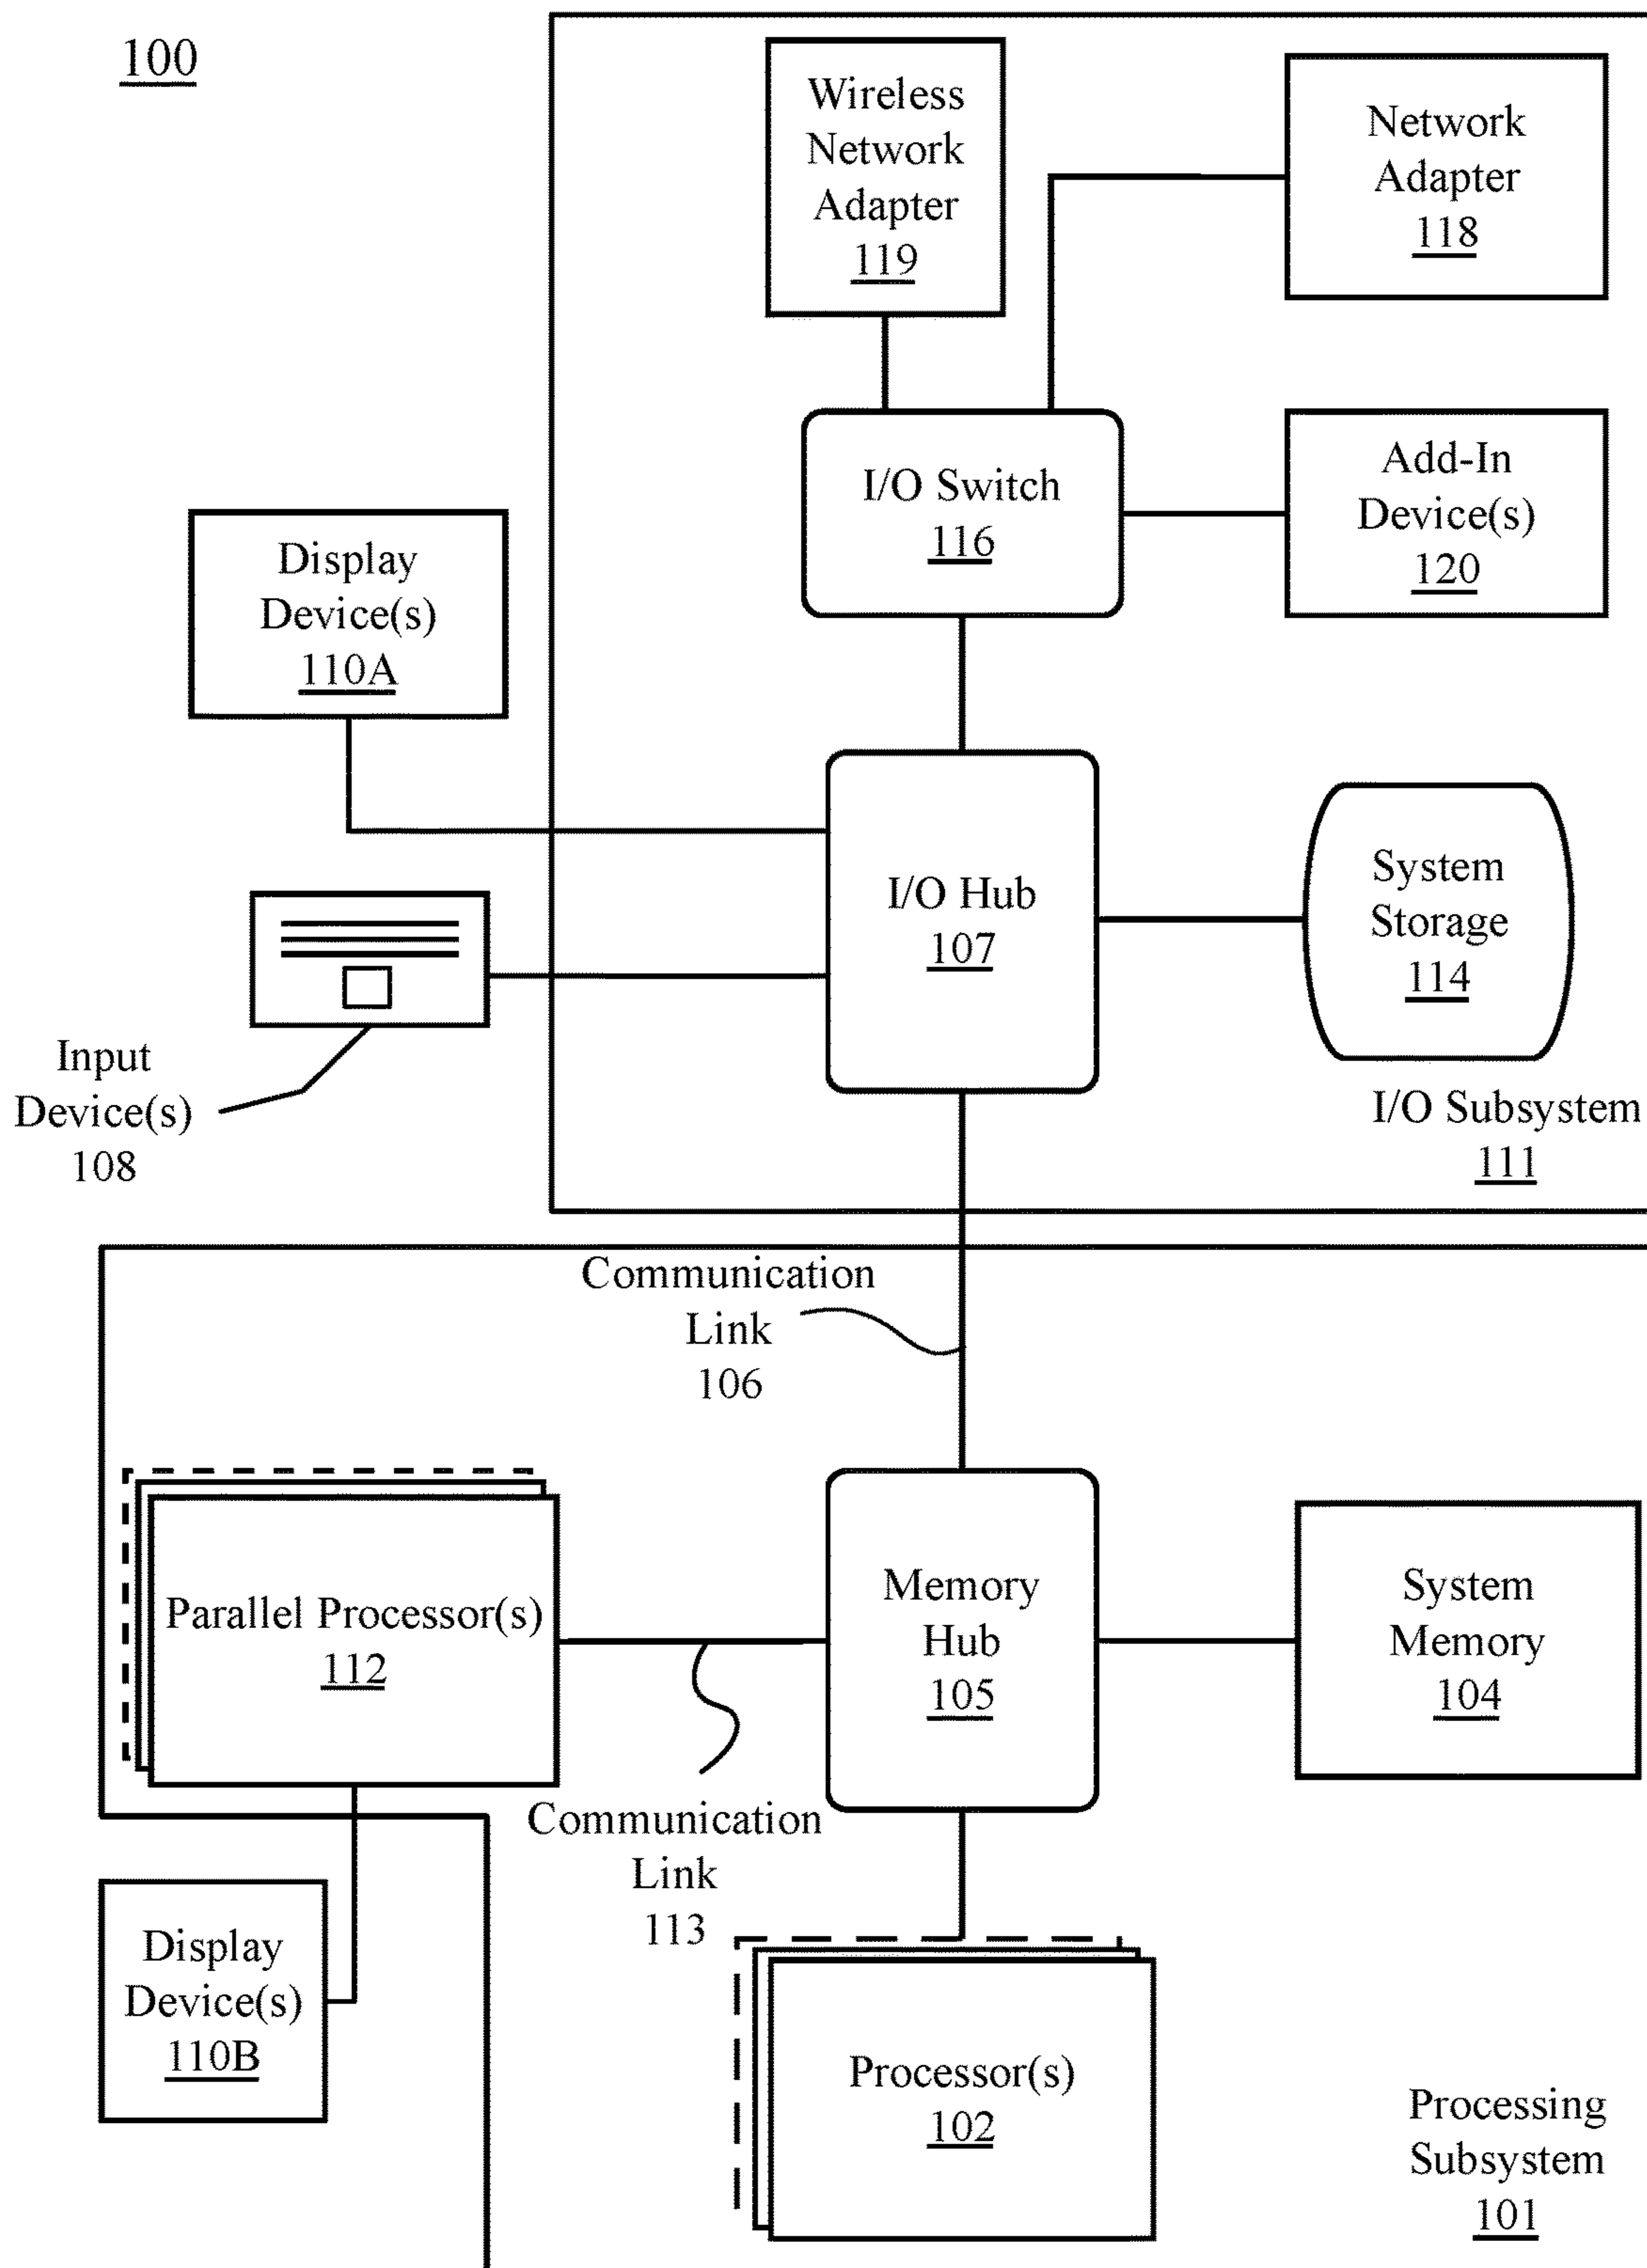 100
Wireless
Network
Adapter
119
Network
Adapter
118
I/O Switch
116
Add-In
Device(s)
120
Display
Device(s)
110A
I/O Hub
107
System
Storage
114
Input
Device(s)
108
I/O Subsystem
111
Communication
Link
106
Parallel Processor(s)
112
Memory
Hub
105
System
Memory
104
Communication
Link
113
Display
Device(s)
110B
Processor(s)
102
Processing
Subsystem
101